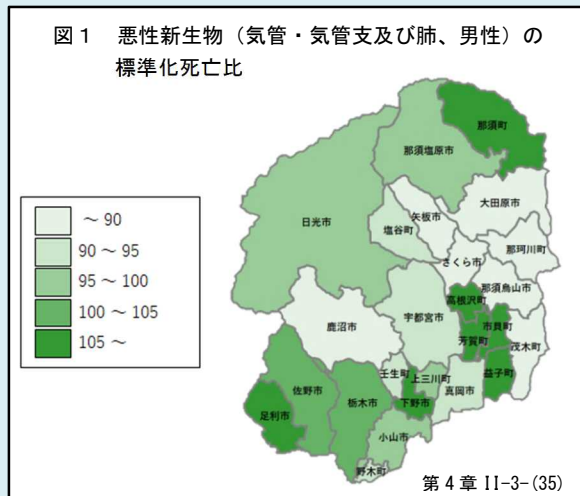 図１ 悪性新生物（気管・気管支及び肺、男性）の
標準化死亡比
～ 90
90 ～ 95
95 ～ 100
100 ～ 105
105 ～
那須町
那須塩原市
大田原市
日光市
矢板市
塩谷町
那珂川町
さくら市
那須烏山市
高根沢町
宇都宮市
市貝町
鹿沼市
芳賀町
茂木町
壬生町
上三川町
益子町
真岡市
佐野市
栃木市
下野市
足利市
小山市
野木町
第４章 II-3-(35)